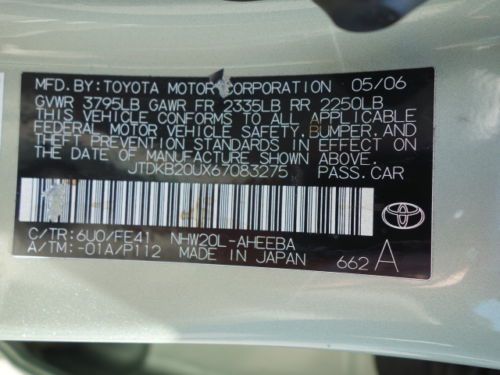 MFD.BY:TOYOTA MOTOR CORPORATION 05/06
GVWR 3795LB GAWR FR 2335LB RR 2250LB
THIS VEHICLE CONFORMS TO ALL APPLICABLE
FEDERAL MOTOR VEHICLE SAFETY, BUMPER, AND
THEFT PREVENTION STANDARDS IN EFFECT ON
THE DATE OF MANUFACTURE SHOWN ABOVE.
JTDKB20UX67083275 PASS.CAR
C/TR:6U0/FE41 NHW20L-AHEEBA
A/TM:-01A/P112 MADE IN JAPAN 662 A